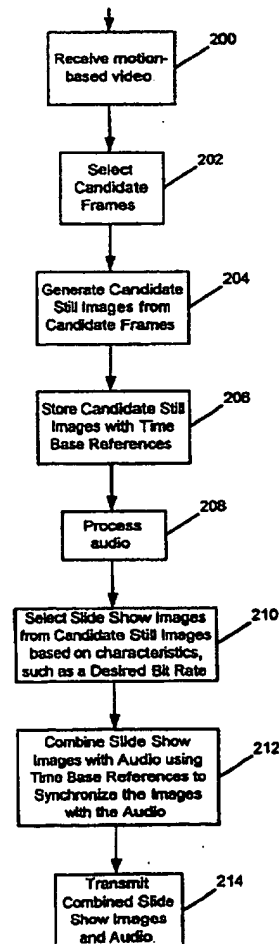 200
Receive motion-
based video
202
Select
Candidate
Frames
204
Generate Candidate
Still Images from
Candidate Frames
206
Store Candidate Still
Images with Time
Base References
208
Process
audio
210
Select Slide Show Images
from Candidate Still Images
based on characteristics,
such as a Desired Bit Rate
212
Combine Slide Show
Images with Audio using
Time Base References to
Synchronize the Images
with the Audio
214
Transmit
Combined Slide
Show Images
and Audio